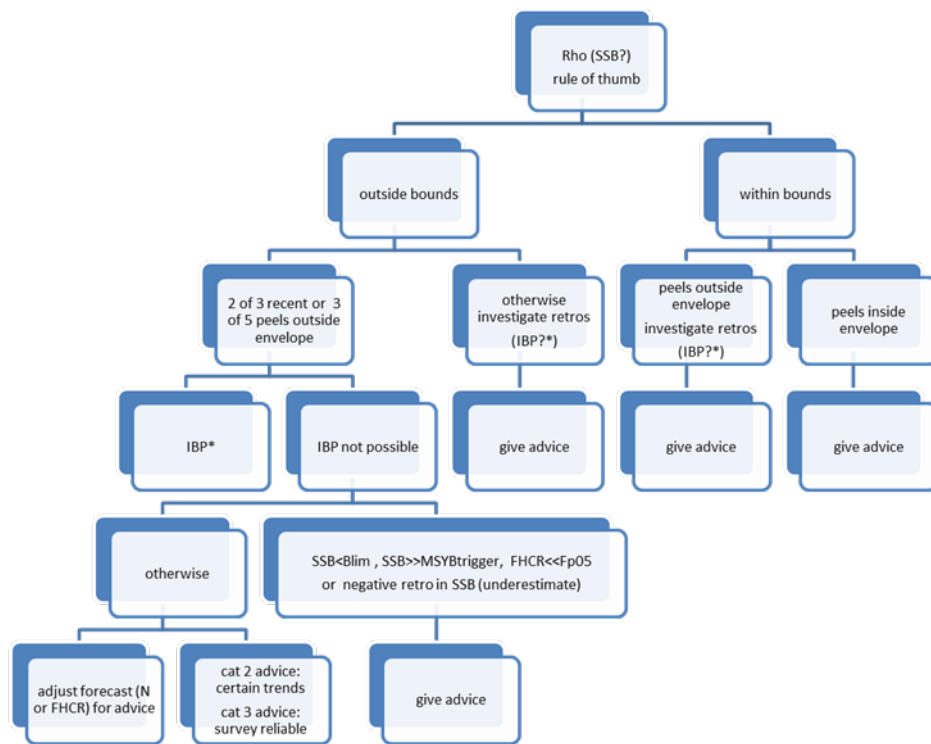 Rho (SSB?)
rule of thumb
outside bounds
within bounds
2 of 3 recent or 3
of 5 peels outside
envelope
otherwise
investigate retros
(IBP?*)
peels outside
envelope
investigate retros
(IBP?*)
peels inside
envelope
IBP*
IBP not possible
give advice
give advice
give advice
otherwise
SSB<Blim , SSB>>MSYBtrigger, FHCR<<Fp05
or negative retro in SSB (underestimate)
adjust forecast (N
or FHCR) for advice
cat 2 advice:
certain trends
cat 3 advice:
survey reliable
give advice